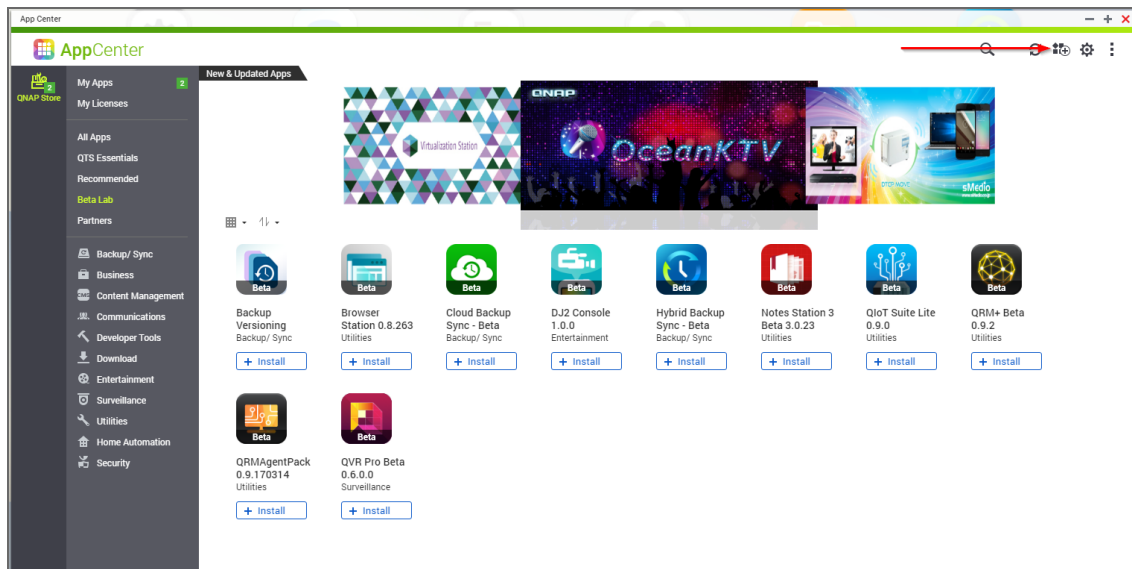 App Center
AppCenter
2
QNAP Store
My Apps 2
My Licenses
All Apps
QTS Essentials
Recommended
Beta Lab
Partners
Backup/ Sync
Business
CMS
Content Management
Communications
Developer Tools
Download
Entertainment
Surveillance
Utilities
Home Automation
Security
New & Updated Apps
Virtualization Station
QNAP
OceanKTV
DTCP MOVE
sMedio
Beta
Backup
Versioning
Backup/ Sync
+ Install
Beta
Browser
Station 0.8.263
Utilities
+ Install
Beta
Cloud Backup
Sync - Beta
Backup/ Sync
+ Install
Beta
DJ2 Console
1.0.0
Entertainment
+ Install
Beta
Hybrid Backup
Sync - Beta
Backup/ Sync
+ Install
Beta
Notes Station 3
Beta 3.0.23
Utilities
+ Install
Beta
QIoT Suite Lite
0.9.0
Utilities
+ Install
Beta
QRM+ Beta
0.9.2
Utilities
+ Install
Beta
QRMAgentPack
0.9.170314
Utilities
+ Install
Beta
QVR Pro Beta
0.6.0.0
Surveillance
+ Install